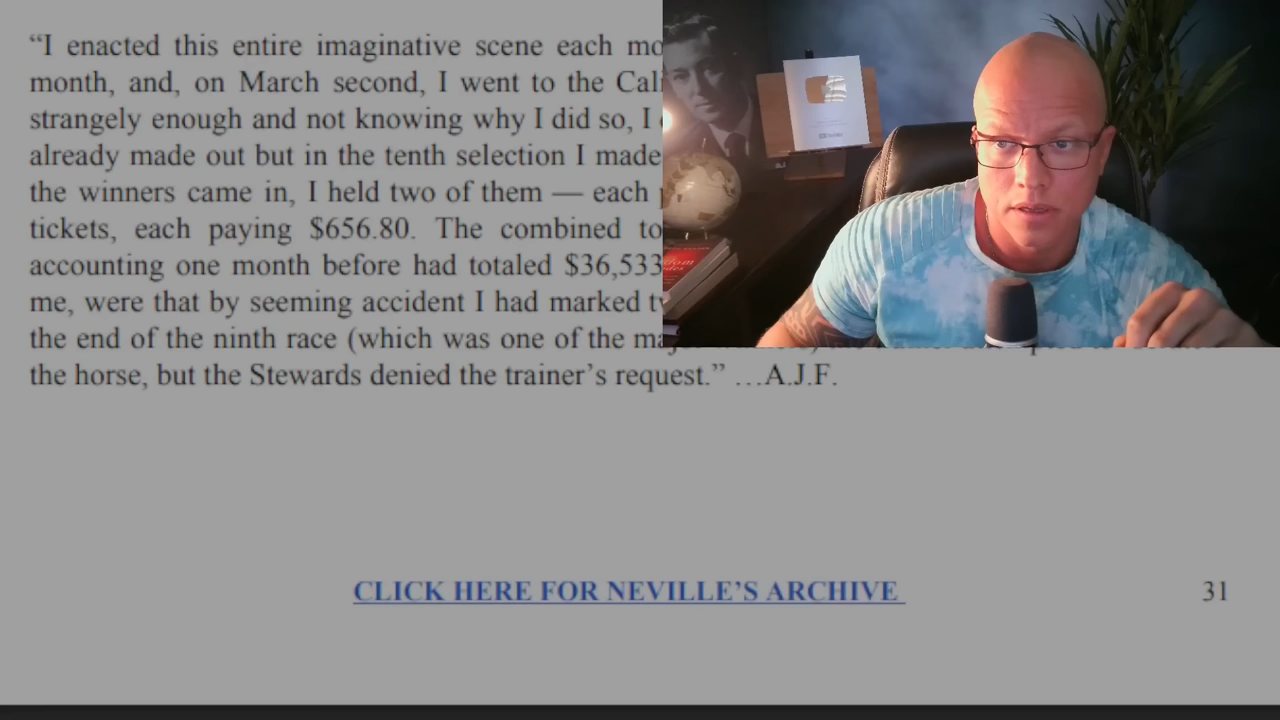 “I enacted this entire imaginative scene each
month, and, on March second, I went to the
strangely enough and not knowing why I did so, I
already made out but in the tenth selection I made
the winners came in, I held two of them — each
tickets, each paying $656.80. The combined
accounting one month before had totaled $36,533
me, were that by seeming accident I had marked
the end of the ninth race (which was one of the
the horse, but the Stewards denied the trainer’s request.” …A.J.F.
CLICK HERE FOR NEVILLE’S ARCHIVE 31